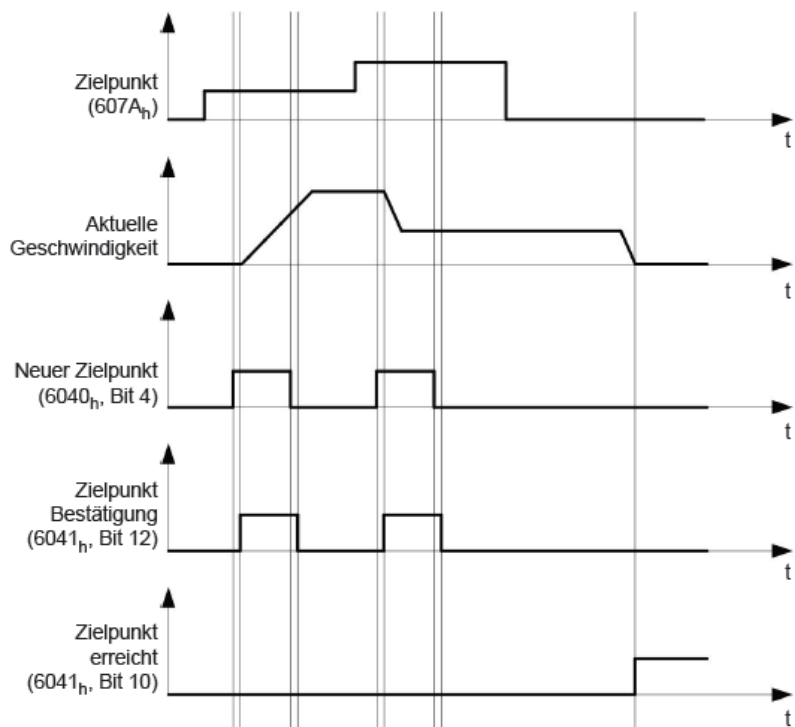 Zielpunkt
(607Ah)
t
Aktuelle
Geschwindigkeit
t
Neuer Zielpunkt
(6040h, Bit 4)
t
Zielpunkt
Bestätigung
(6041h, Bit 12)
t
Zielpunkt
erreicht
(6041h, Bit 10)
t